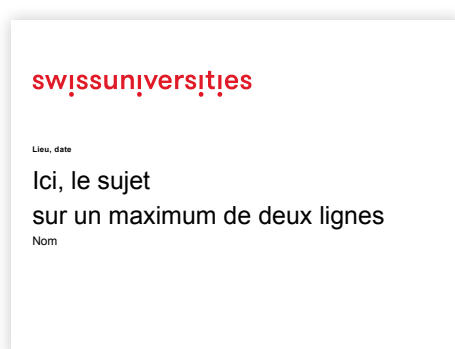 swissuniversities
Lieu, date
Ici, le sujet
sur un maximum de deux lignes
Nom